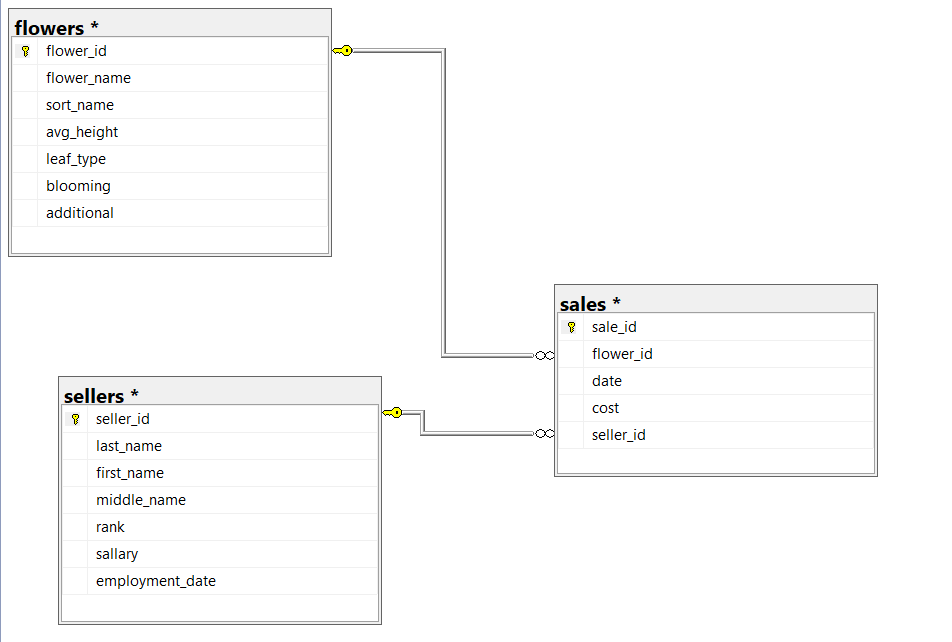 flowers *
flower_id
flower_name
sort_name
avg_height
leaf_type
blooming
additional
sales *
sale_id
flower_id
date
cost
seller_id
sellers *
seller_id
last_name
first_name
middle_name
rank
sallary
employment_date